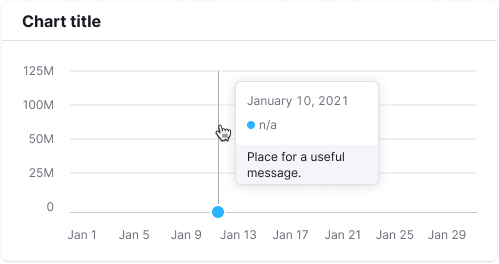 Chart title
125M
100M
50M
25M
0
January 10, 2021
n/a
Place for a useful
message.
Jan 1 Jan 5 Jan 9 Jan 13 Jan 17 Jan 21 Jan 25 Jan 29